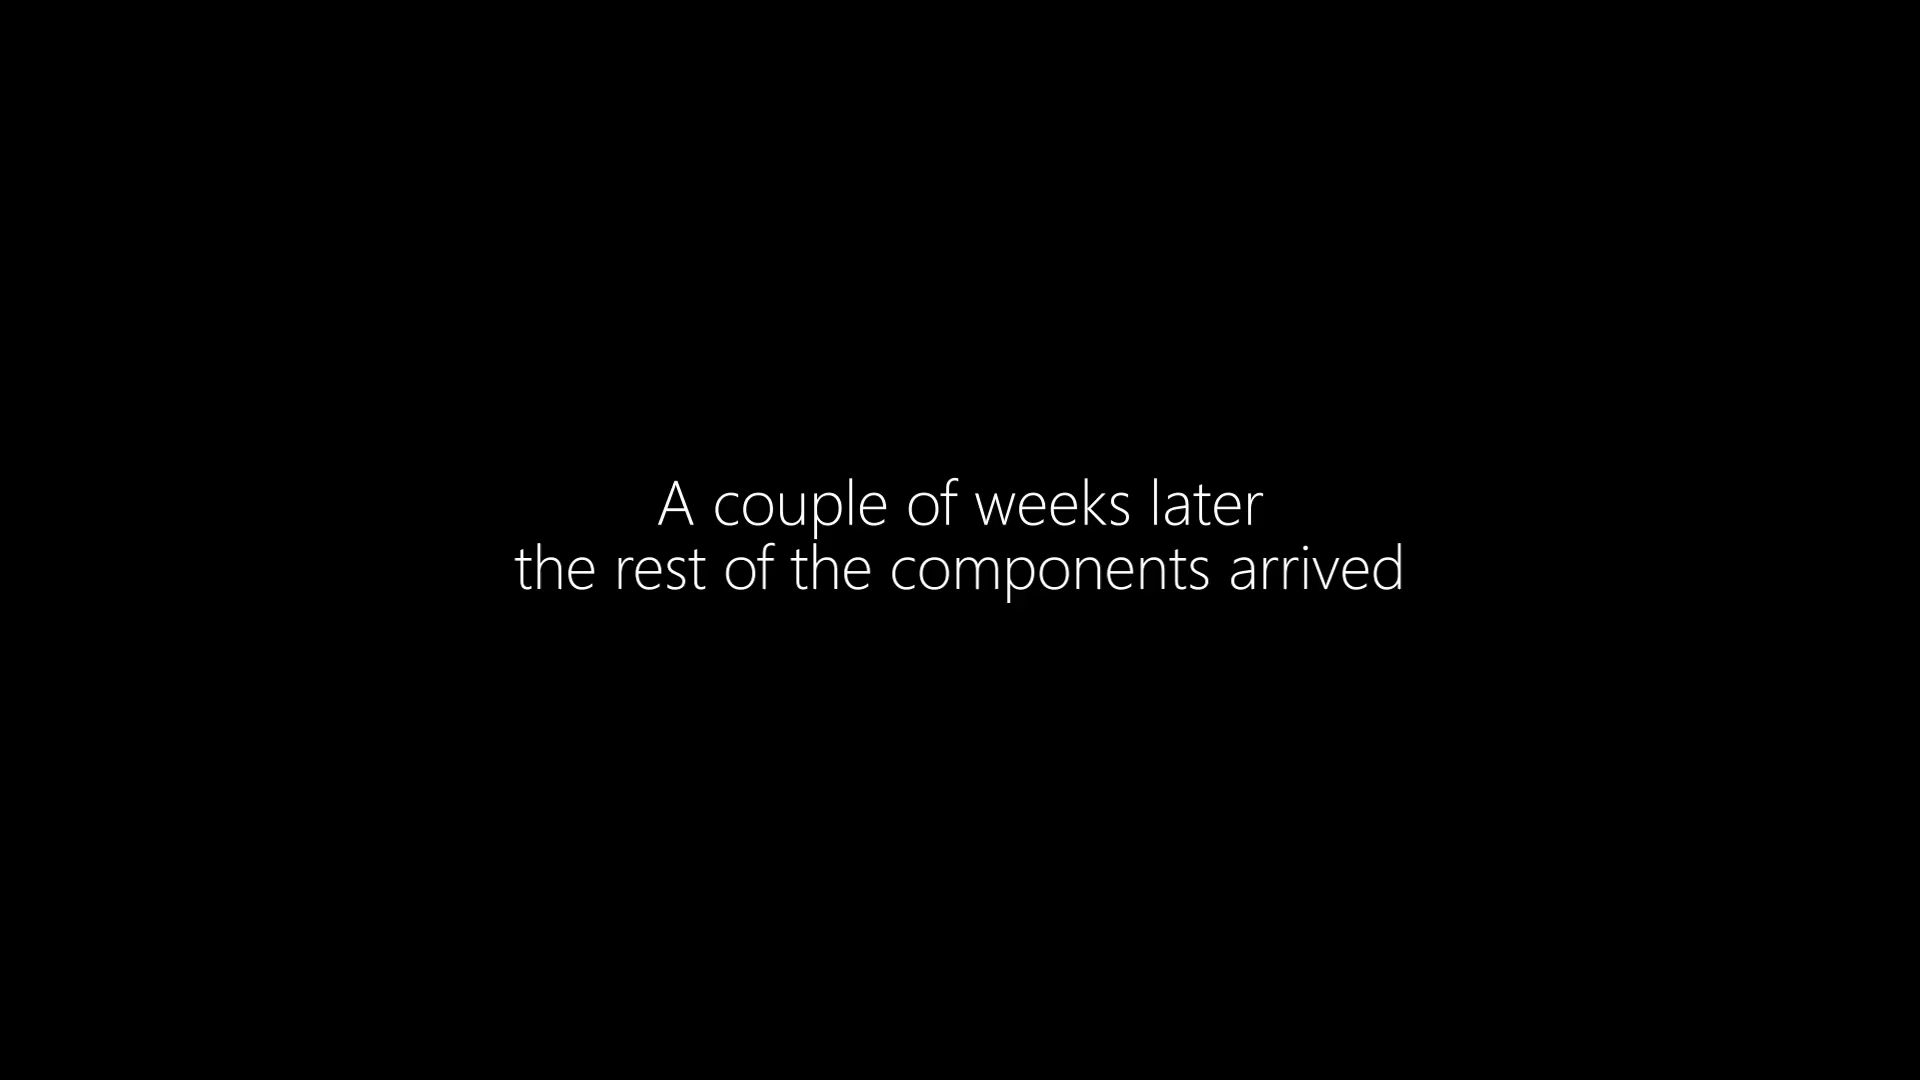 A couple of weeks later
the rest of the components arrived